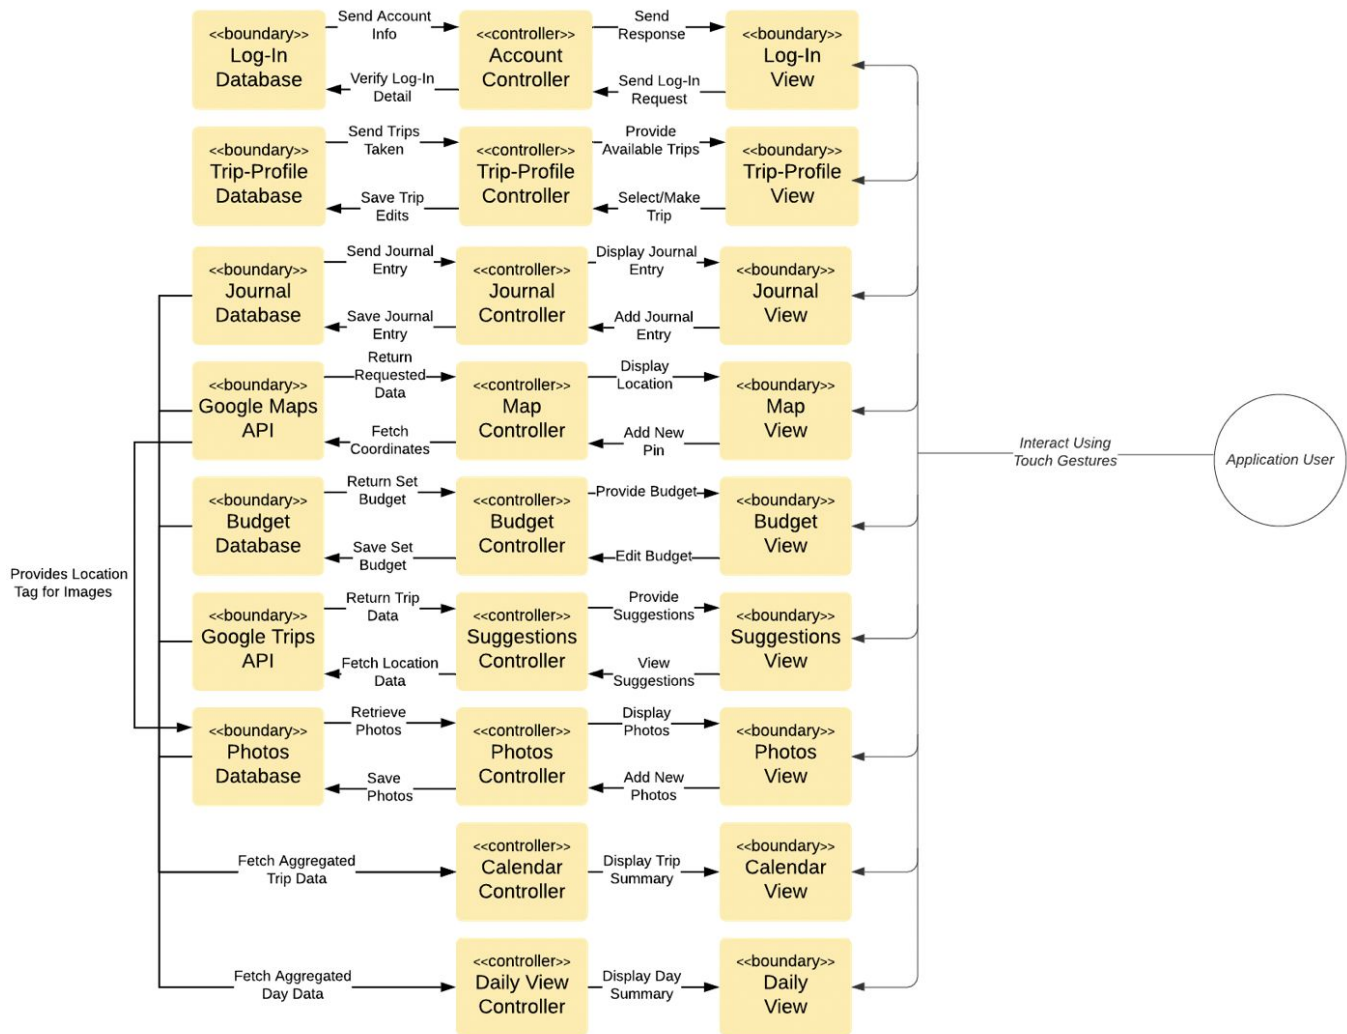 Send Account
Info
Send
Response
<<boundary>>
Log-In
Database
<<controller>>
Account
Controller
<<boundary>>
Log-In
View
Verify Log-In
Detail
Send Log-In
Request
Send Trips
Taken
Provide
Available Trips
<<boundary>>
Trip-Profile
Database
<<controller>>
Trip-Profile
Controller
<<boundary>>
Trip-Profile
View
Save Trip
Edits
Select/Make
Trip
Send Journal
Entry
Display Journal
Entry
<<boundary>>
Journal
Database
<<controller>>
Journal
Controller
<<boundary>>
Journal
View
Save Journal
Entry
Add Journal
Entry
Return
Requested
Data
Display
Location
<<boundary>>
Google Maps
API
<<controller>>
Map
Controller
<<boundary>>
Map
View
Fetch
Coordinates
Add New
Pin
Interact Using
Touch Gestures
Application User
Return Set
Budget
Provide Budget
<<boundary>>
Budget
Database
<<controller>>
Budget
Controller
<<boundary>>
Budget
View
Save Set
Budget
Edit Budget
Provides Location
Tag for Images
Return Trip
Data
Provide
Suggestions
<<boundary>>
Google Trips
API
<<controller>>
Suggestions
Controller
<<boundary>>
Suggestions
View
Fetch Location
Data
View
Suggestions
Retrieve
Photos
Display
Photos
<<boundary>>
Photos
Database
<<controller>>
Photos
Controller
<<boundary>>
Photos
View
Save
Photos
Add New
Photos
Fetch Aggregated
Trip Data
<<controller>>
Calendar
Controller
Display Trip
Summary
<<boundary>>
Calendar
View
Fetch Aggregated
Day Data
<<controller>>
Daily View
Controller
Display Day
Summary
<<boundary>>
Daily
View